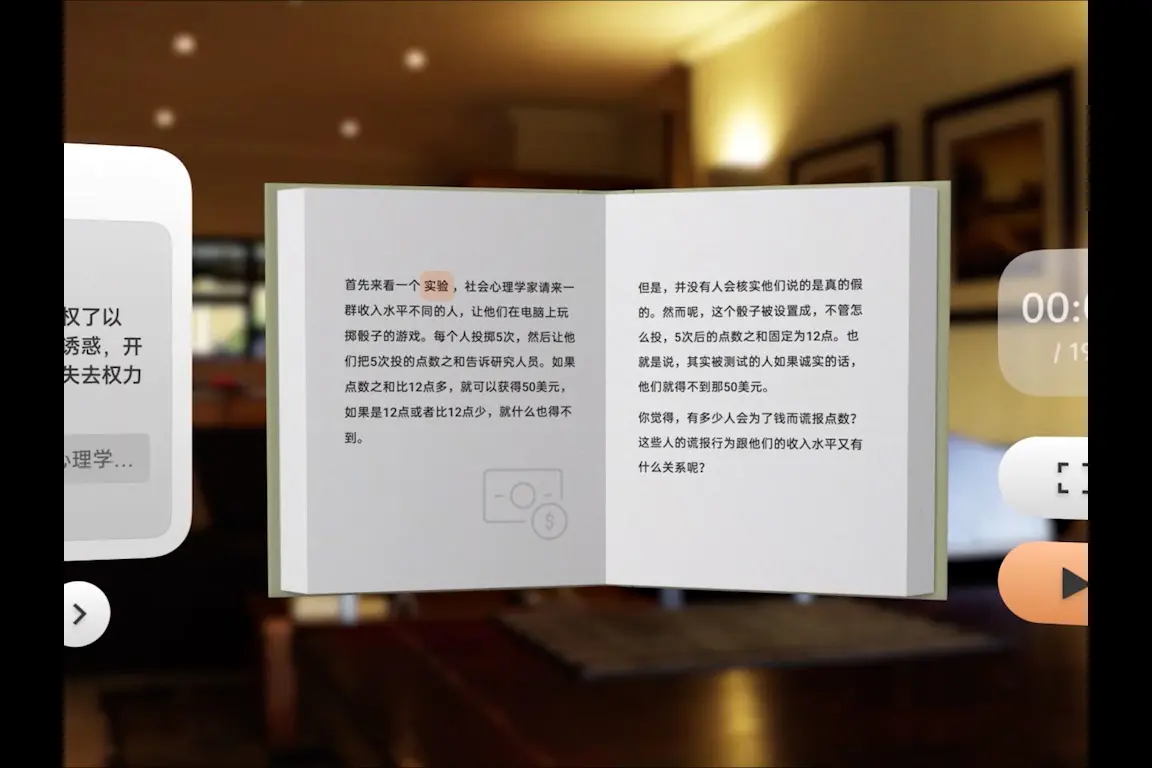 权了以
诱惑，开
失去权力
心理学...
首先来看一个 实验 ，社会心理学家请来一
群收入水平不同的人，让他们在电脑上玩
掷骰子的游戏。每个人投掷5次，然后让他
们把5次投的点数之和告诉研究人员。如果
点数之和比12点多，就可以获得50美元，
如果是12点或者比12点少，就什么也得不
到。
$
但是，并没有人会核实他们说的是真的假
的。然而呢，这个骰子被设置成，不管怎
么投，5次后的点数之和固定为12点。也
就是说，其实被测试的人如果诚实的话，
他们就得不到那50美元。
你觉得，有多少人会为了钱而谎报点数？
这些人的谎报行为跟他们的收入水平又有
什么关系呢？
00:
/ 19